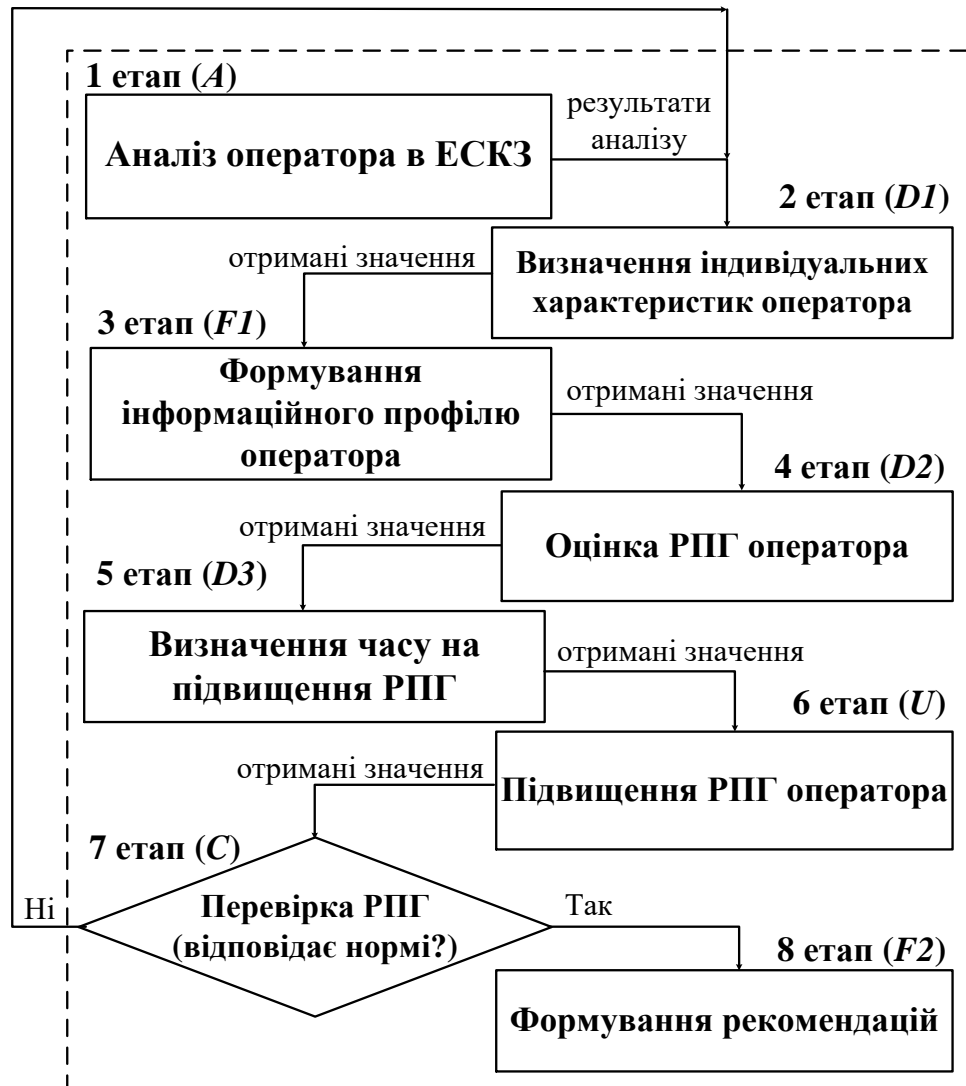 1 етап (A)
Аналіз оператора в ЕСКЗ
результати
аналізу
2 етап (D1)
Визначення індивідуальних
характеристик оператора
отримані значення
3 етап (F1)
Формування
інформаційного профілю
оператора
отримані значення
4 етап (D2)
Оцінка РПГ оператора
отримані значення
5 етап (D3)
Визначення часу на
підвищення РПГ
отримані значення
6 етап (U)
Підвищення РПГ оператора
отримані значення
7 етап (C)
Перевірка РПГ
(відповідає нормі?)
Ні
Так
8 етап (F2)
Формування рекомендацій